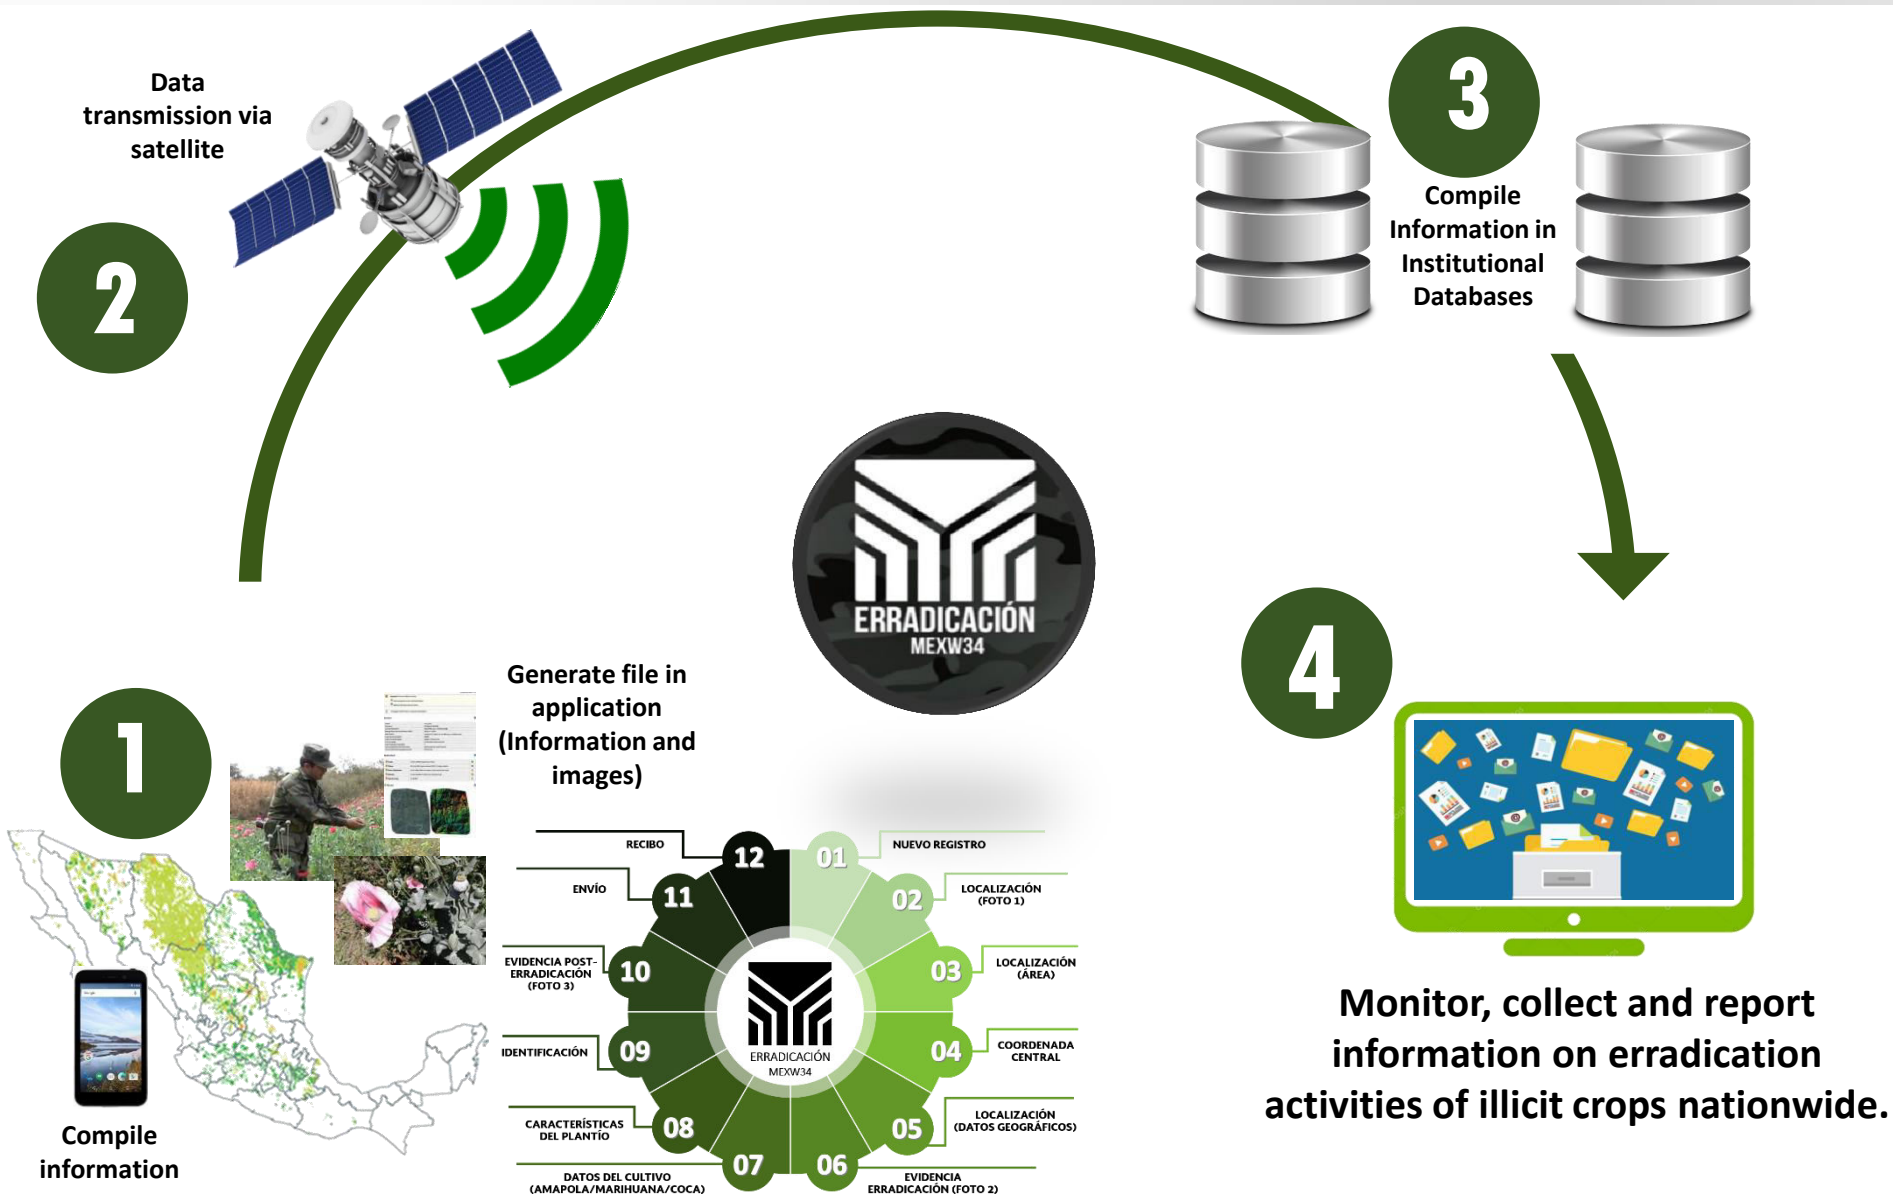 Data
transmission via
satellite
2
3
Compile
Information in
Institutional
Databases
ERRADICACIÓN
MEXW34
4
1
Generate file in
application
(Information and
images)
Compile
information
12
RECIBO
01
NUEVO REGISTRO
11
ENVÍO
02
LOCALIZACIÓN
(FOTO 1)
10
EVIDENCIA POST-
ERRADICACIÓN
(FOTO 3)
03
LOCALIZACIÓN
(ÁREA)
09
IDENTIFICACIÓN
04
COORDENADA
CENTRAL
08
CARACTERÍSTICAS
DEL PLANTÍO
05
LOCALIZACIÓN
(DATOS GEOGRÁFICOS)
07
DATOS DEL CULTIVO
(AMAPOLA/MARIHUANA/COCA)
06
EVIDENCIA
ERRADICACIÓN (FOTO 2)
ERRADICACIÓN
MEXW34
Monitor, collect and report
information on erradication
activities of illicit crops nationwide.